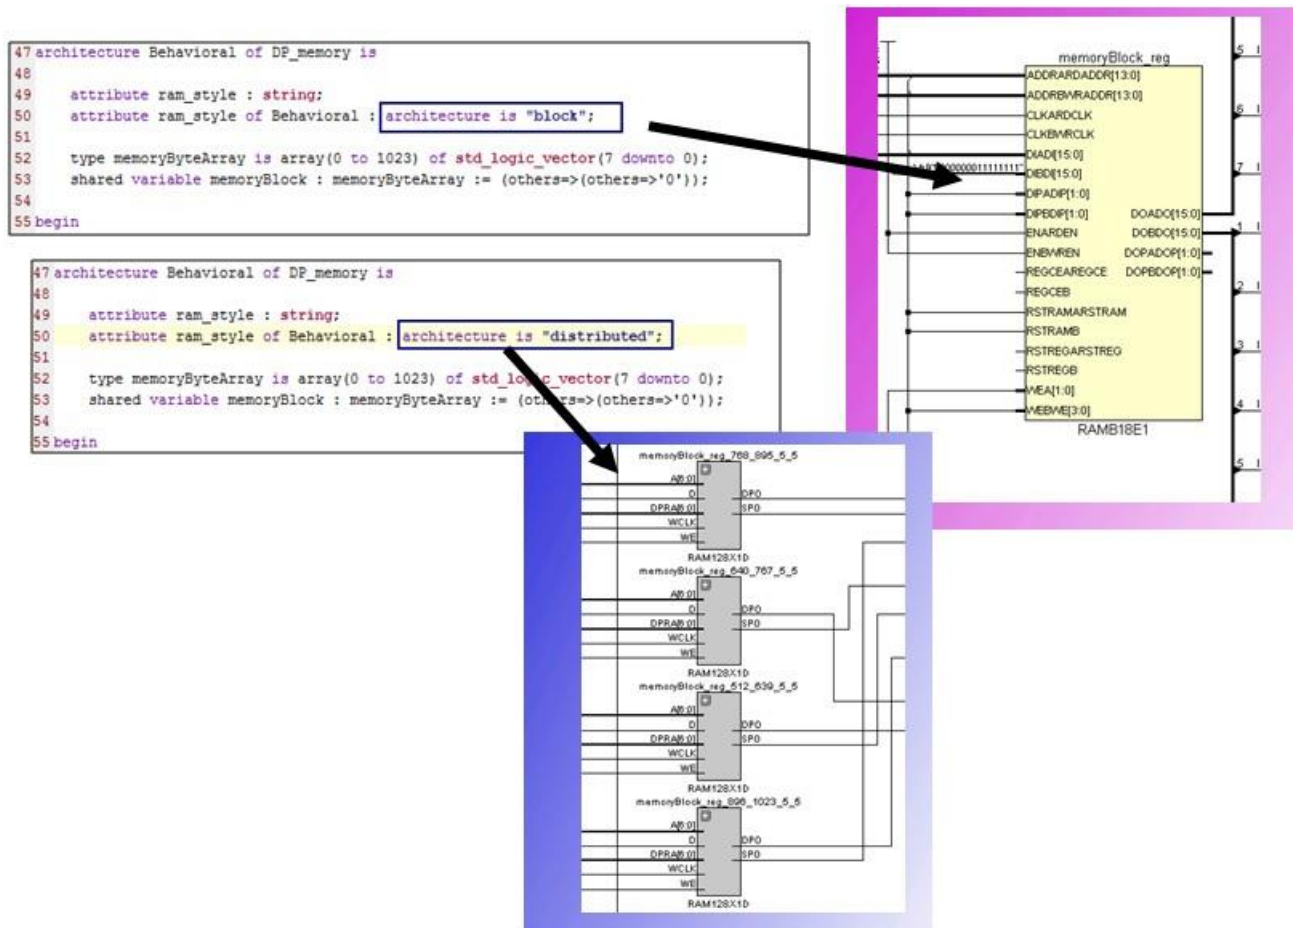 47 architecture Behavioral of DP_memory is
48
49 attribute ram_style : string;
50 attribute ram_style of Behavioral : architecture is "block";
51
52 type memoryByteArray is array(0 to 1023) of std_logic_vector(7 downto 0);
53 shared variable memoryBlock : memoryByteArray := (others=>(others=>'0'));
54
55 begin
47 architecture Behavioral of DP_memory is
48
49 attribute ram_style : string;
50 attribute ram_style of Behavioral : architecture is "distributed";
51
52 type memoryByteArray is array(0 to 1023) of std_logic_vector(7 downto 0);
53 shared variable memoryBlock : memoryByteArray := (others=>(others=>'0'));
54
55 begin
memoryBlock_reg
ADDRARDADDR[13:0]
ADDRBWRADDR[13:0]
CLKARDCLK
CLKBWRCLK
DIADI[15:0]
DIBDI[15:0]
DIPADIP[1:0]
DIPBDIP[1:0] DOADO[15:0]
ENARDEN DOBDO[15:0]
ENBWREN DOPADOP[1:0]
REGCEAREGCE DOPBDOP[1:0]
REGCEB
RSTRAMARSTRAM
RSTRAMB
RSTREGARSTREG
RSTREGB
WEA[1:0]
WEBWE[3:0]
RAMB18E1
5
6
7
1
2
3
4
5
memoryBlock_reg_768_895_5_5
A[6:0]
D DPO
DPRA[6:0] SPO
WCLK
WE
RAM128X1D
memoryBlock_reg_640_767_5_5
A[6:0]
D DPO
DPRA[6:0] SPO
WCLK
WE
RAM128X1D
memoryBlock_reg_512_639_5_5
A[6:0]
D DPO
DPRA[6:0] SPO
WCLK
WE
RAM128X1D
memoryBlock_reg_896_1023_5_5
A[6:0]
D DPO
DPRA[6:0] SPO
WCLK
WE
RAM128X1D